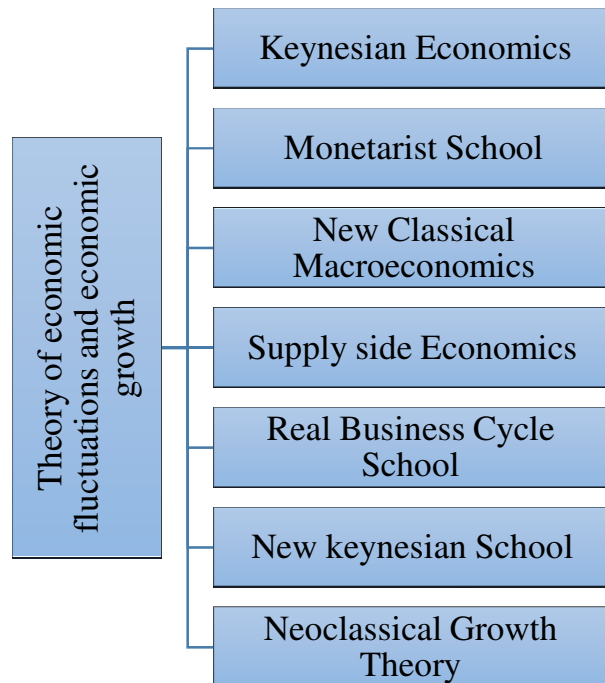 Theory of economic
fluctuations and economic
growth
Keynesian Economics
Monetarist School
New Classical
Macroeconomics
Supply side Economics
Real Business Cycle
School
New keynesian School
Neoclassical Growth
Theory